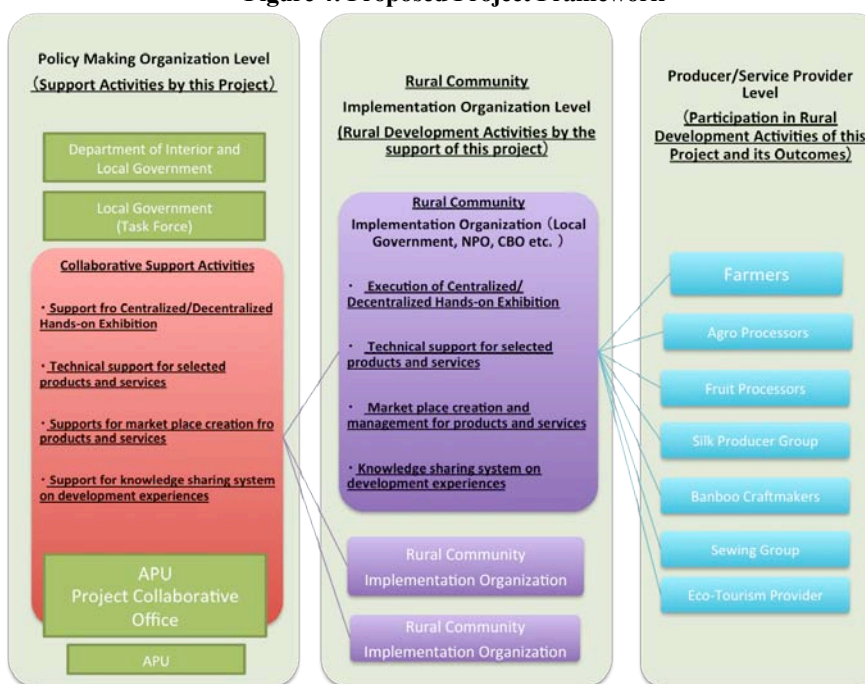 Figure 4. Proposed Project Framework
Policy Making Organization Level
（Support Activities by this Project）
Department of Interior and
Local Government
Local Government
(Task Force)
Collaborative Support Activities
・Support fro Centralized/Decentralized
Hands-on Exhibition
・Technical support for selected
products and services
・Supports for market place creation fro
products and services
・Support for knowledge sharing system
on development experiences
APU
Project Collaborative
Office
APU
Rural Community
Implementation Organization Level
(Rural Development Activities by the
support of this project）
Rural Community
Implementation Organization（Local
Government, NPO, CBO etc. ）
・ Execution of Centralized/
Decentralized Hands-on Exhibition
・ Technical support for selected
products and services
・ Market place creation and
management for products and services
・Knowledge sharing system on
development experiences
Rural Community
Implementation Organization
Rural Community
Implementation Organization
Producer/Service Provider
Level
(Participation in Rural
Development Activities of this
Project and its Outcomes）
Farmers
Agro Processors
Fruit Processors
Silk Producer Group
Banboo Craftmakers
Sewing Group
Eco-Tourism Provider